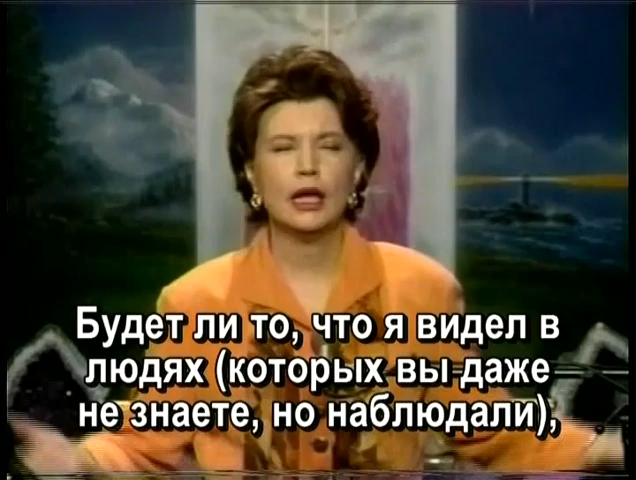 Будет ли то, что я видел в
людях (которых вы даже
не знаете, но наблюдали),